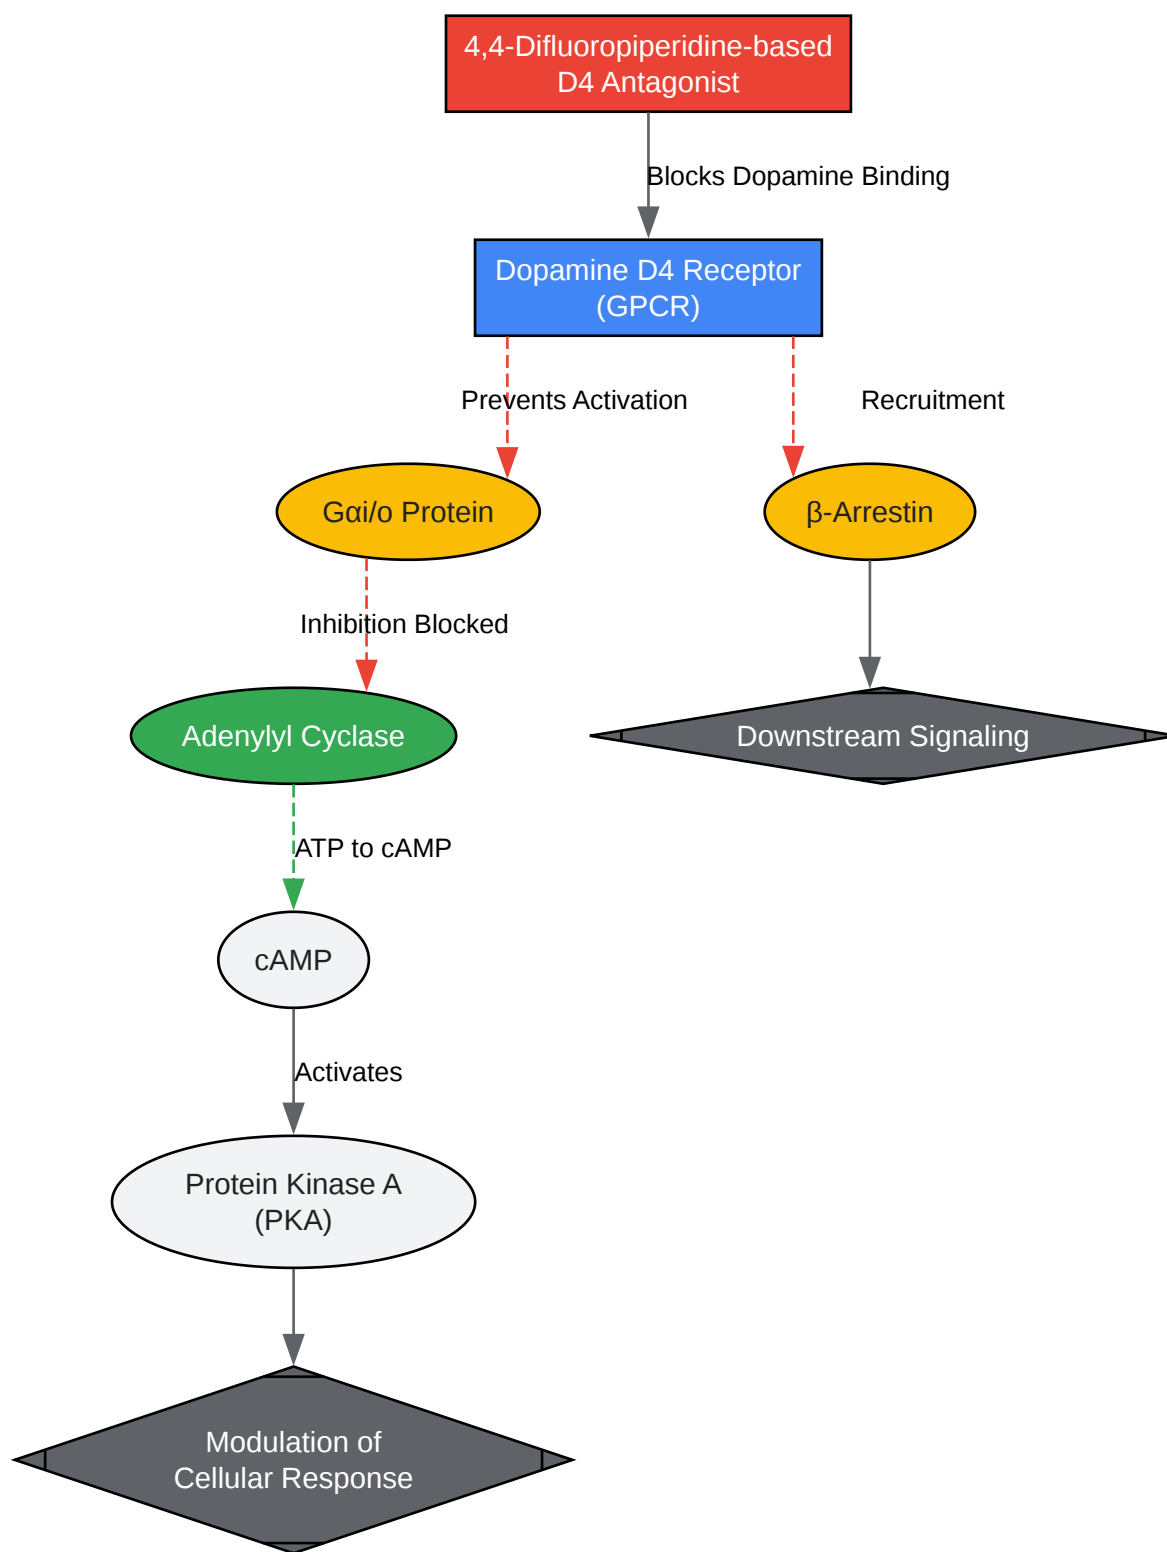 4,4-Difluoropiperidine-based
D4 Antagonist
Blocks Dopamine Binding
Dopamine D4 Receptor
(GPCR)
Prevents Activation
Recruitment
Gαi/o Protein
β-Arrestin
Inhibition Blocked
Adenylyl Cyclase
Downstream Signaling
ATP to cAMP
cAMP
Activates
Protein Kinase A
(PKA)
Modulation of
Cellular Response